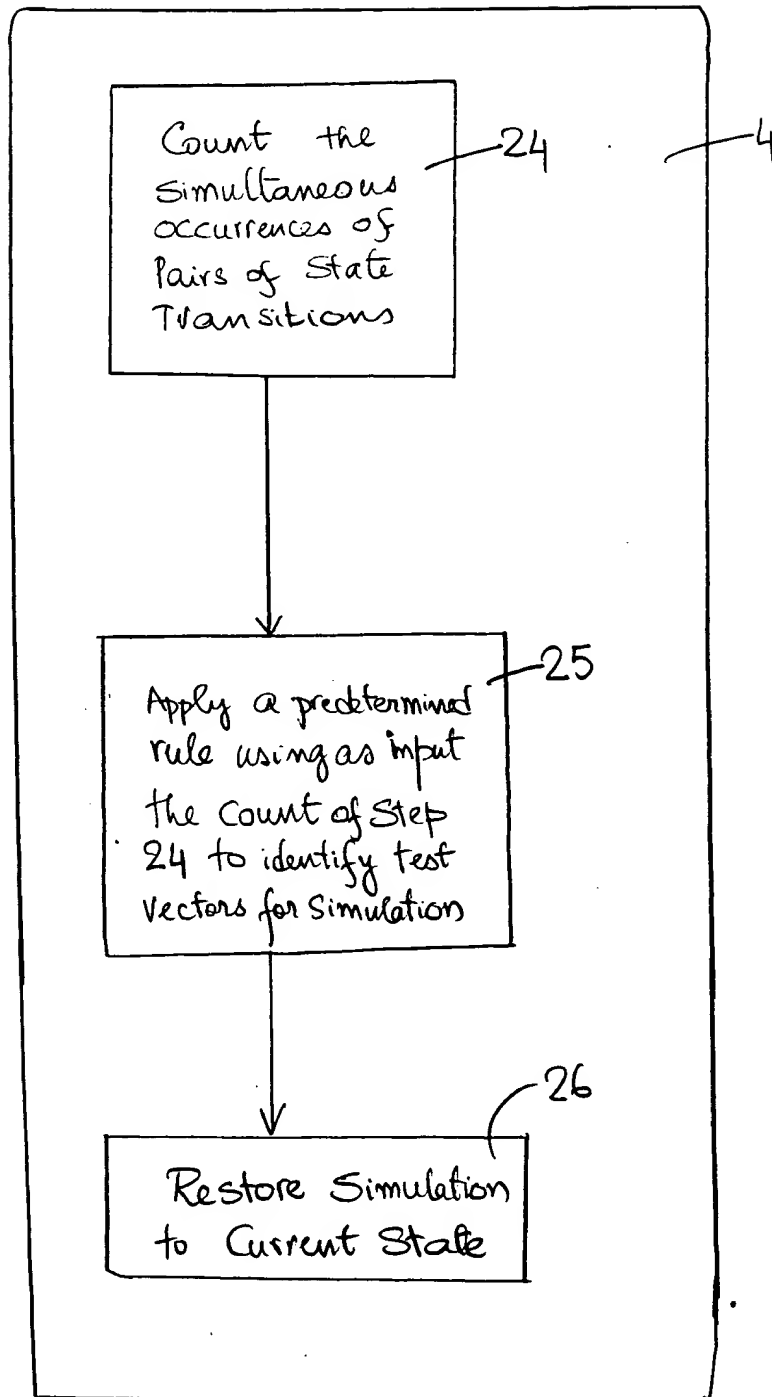 Count the
Simultaneous
occurrences of
Pairs of State
Transitions
24
4
Apply a predetermined
rule using as input
the Count of Step
24 to identify test
Vectors for Simulation
25
26
Restore Simulation
to Current State